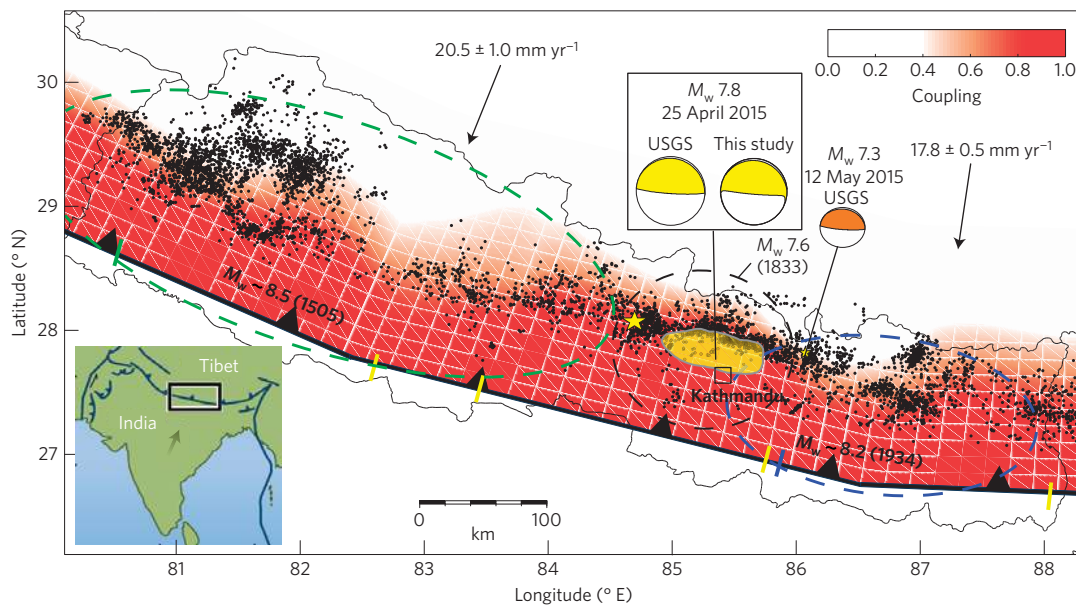 20.5 ± 1.0 mm yr⁻¹
0.0 0.2 0.4 0.6 0.8 1.0
Coupling
Mw 7.8
25 April 2015
USGS This study
Mw 7.3
12 May 2015
USGS
17.8 ± 0.5 mm yr⁻¹
Mw 7.6
(1833)
Mw ~ 8.5 (1505)
Kathmandu
Mw ~ 8.2 (1934)
Tibet
India
0 100
km
30
29
28
27
Latitude (° N)
81 82 83 84 85 86 87 88
Longitude (° E)